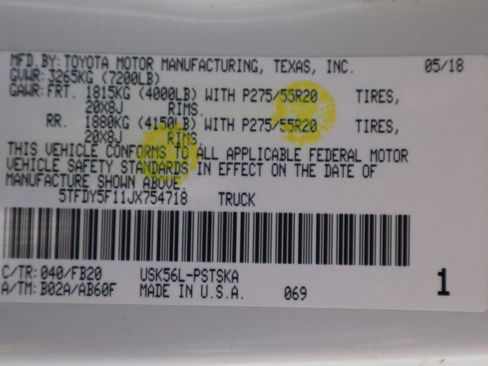 MFD.BY:TOYOTA MOTOR MANUFACTURING, TEXAS, INC. 05/18
GVWR:3265KG (7200LB)
GAWR:FRT. 1815KG (4000LB) WITH P275/55R20 TIRES,
20X8J RIMS.
RR. 1880KG (4150LB) WITH P275/55R20 TIRES,
20X8J RIMS
THIS VEHICLE CONFORMS TO ALL APPLICABLE FEDERAL MOTOR
VEHICLE SAFETY STANDARDS IN EFFECT ON THE DATE OF
MANUFACTURE SHOWN ABOVE.
5TFDY5F11JX754718 TRUCK
C/TR:040/FB20 USK56L-PSTSKA
A/TM:B02A/AB60F MADE IN U.S.A. 069 1